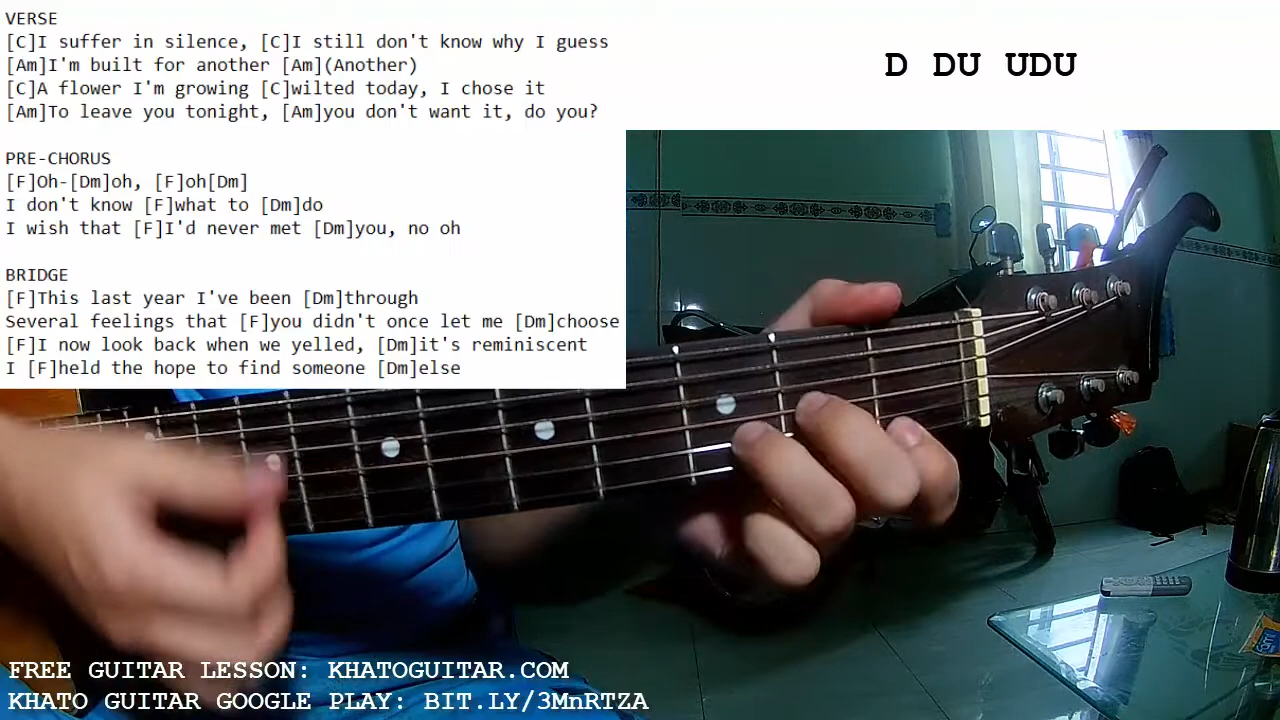 VERSE
[C]I suffer in silence, [C]I still don't know why I guess
[Am]I'm built for another [Am](Another)
[C]A flower I'm growing [C]wilted today, I chose it
[Am]To leave you tonight, [Am]you don't want it, do you?
PRE-CHORUS
[F]Oh-[Dm]oh, [F]oh[Dm]
I don't know [F]what to [Dm]do
I wish that [F]I'd never met [Dm]you, no oh
BRIDGE
[F]This last year I've been [Dm]through
Several feelings that [F]you didn't once let me [Dm]choose
[F]I now look back when we yelled, [Dm]it's reminiscent
I [F]held the hope to find someone [Dm]else
D DU UDU
FREE GUITAR LESSON: KHATOGUITAR.COM
KHATO GUITAR GOOGLE PLAY: BIT.LY/3MnRTZA